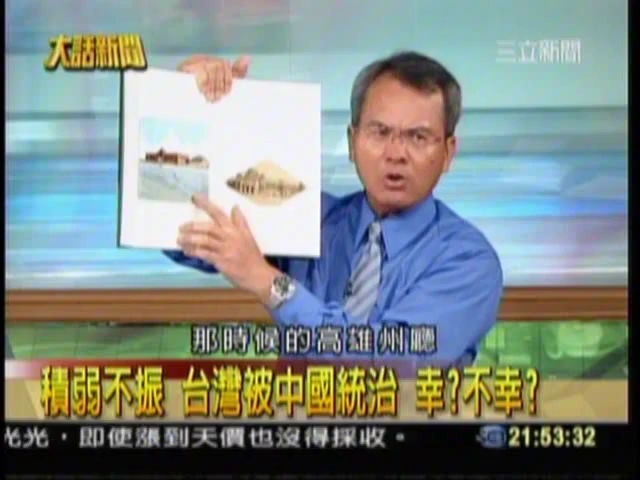 大話新聞
三立新聞
那時候的高雄州廳
積弱不振 台灣被中國統治 幸?不幸?
光光，即使漲到天價也沒得採收。
21:53:32